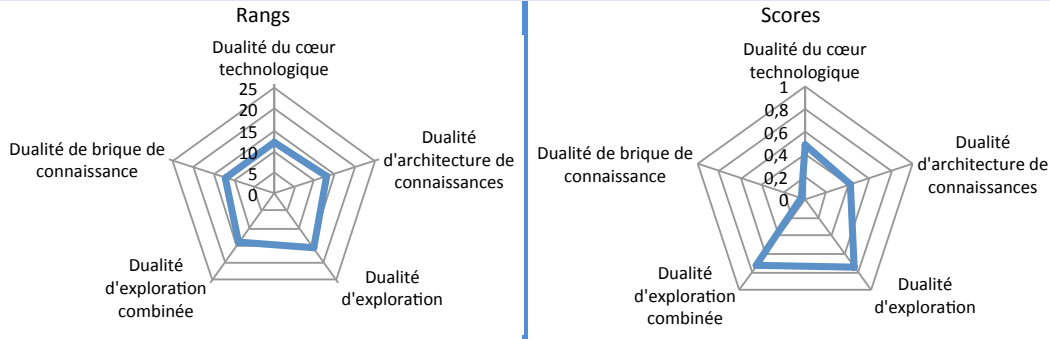 Rangs
Dualité du cœur
technologique
25
20
15
10
5
0
Dualité
d'architecture de
connaissances
Dualité
d'exploration
Dualité
d'exploration
combinée
Dualité de brique de
connaissance
Scores
Dualité du cœur
technologique
1
0,8
0,6
0,4
0,2
0
Dualité
d'architecture de
connaissances
Dualité
d'exploration
Dualité
d'exploration
combinée
Dualité de brique de
connaissance